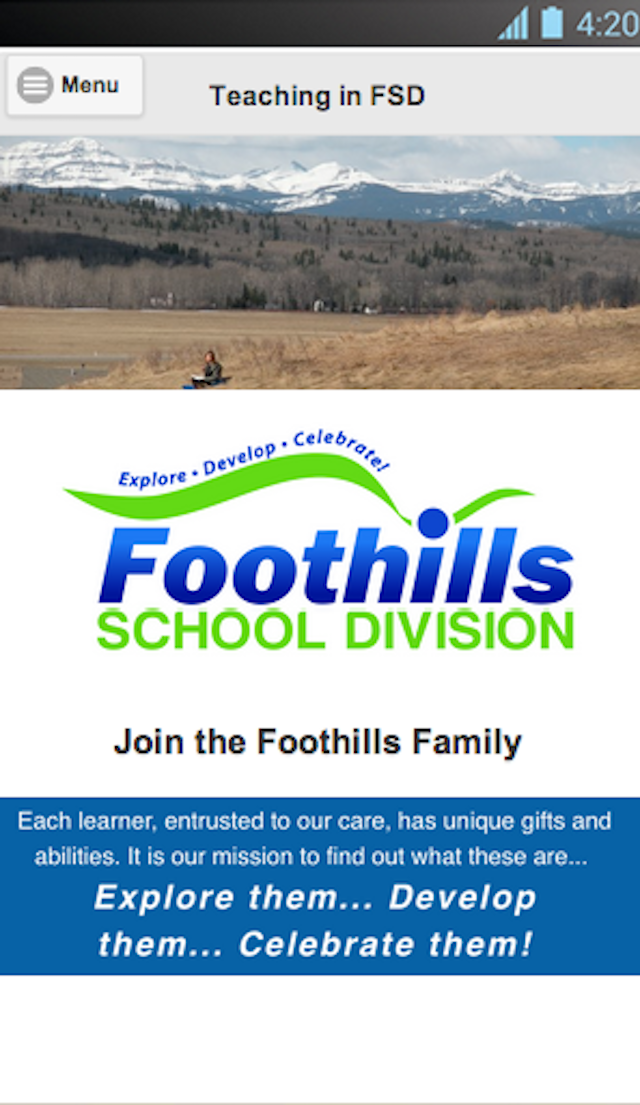 4:20
Menu
Teaching in FSD
Explore • Develop • Celebrate!
Foothills
SCHOOL DIVISION
Join the Foothills Family
Each learner, entrusted to our care, has unique gifts and
abilities. It is our mission to find out what these are...
Explore them... Develop
them... Celebrate them!